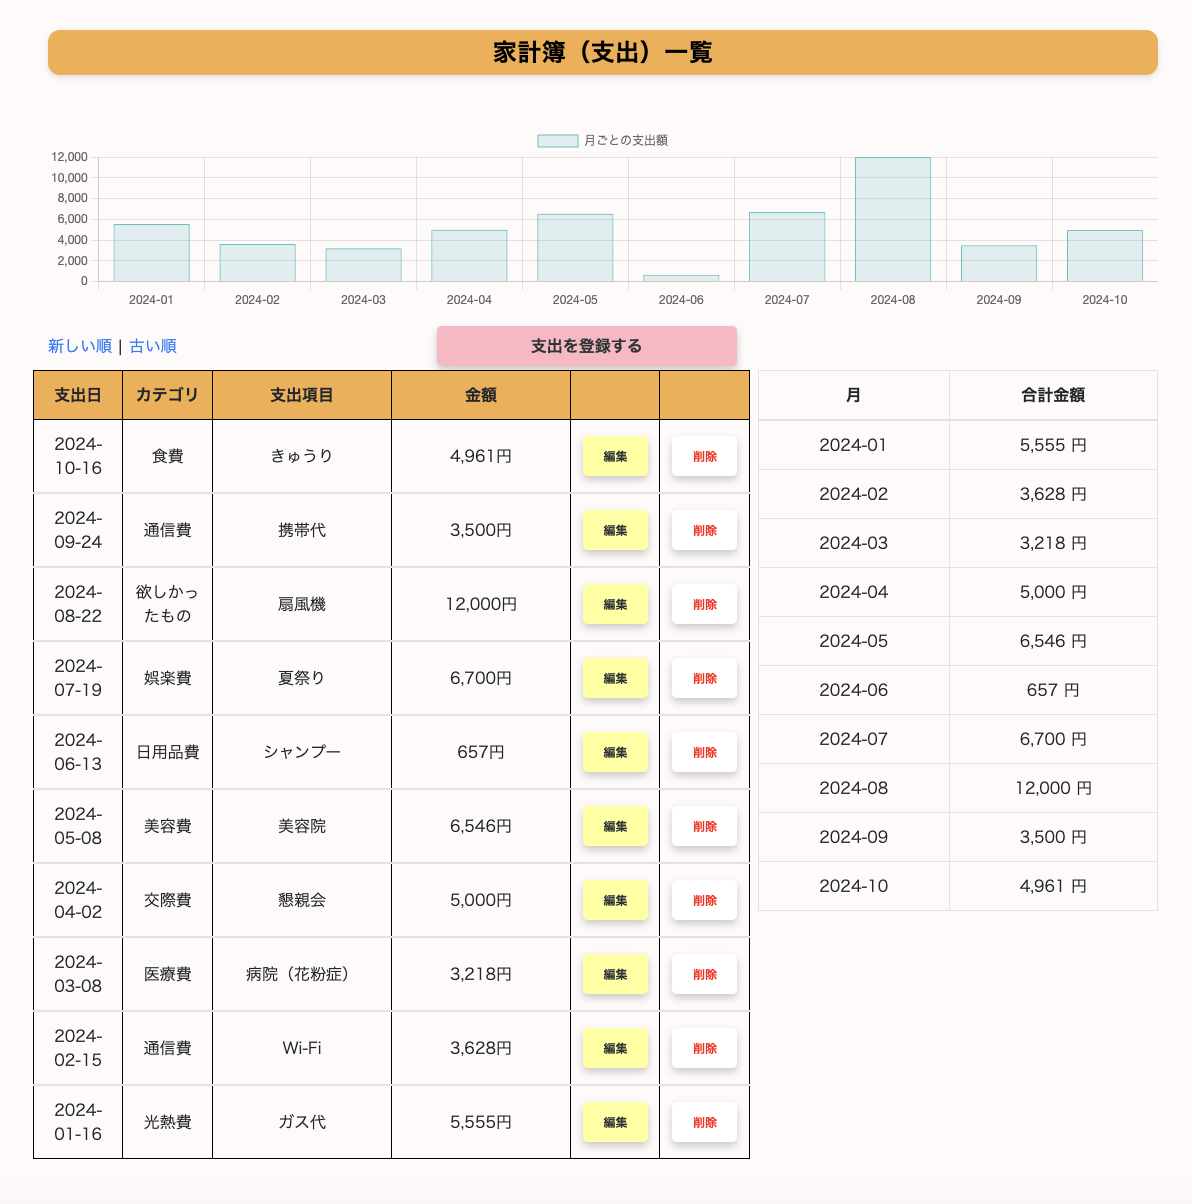 家計簿（支出）一覧
月ごとの支出額
12,000
10,000
8,000
6,000
4,000
2,000
0
2024-01 2024-02 2024-03 2024-04 2024-05 2024-06 2024-07 2024-08 2024-09 2024-10
新しい順 | 古い順
支出を登録する
支出日 カテゴリ 支出項目 金額
2024-
10-16 食費 きゅうり 4,961円 編集 削除
2024-
09-24 通信費 携帯代 3,500円 編集 削除
2024-
08-22 欲しかっ
たもの 扇風機 12,000円 編集 削除
2024-
07-19 娯楽費 夏祭り 6,700円 編集 削除
2024-
06-13 日用品費 シャンプー 657円 編集 削除
2024-
05-08 美容費 美容院 6,546円 編集 削除
2024-
04-02 交際費 懇親会 5,000円 編集 削除
2024-
03-08 医療費 病院（花粉症） 3,218円 編集 削除
2024-
02-15 通信費 Wi-Fi 3,628円 編集 削除
2024-
01-16 光熱費 ガス代 5,555円 編集 削除
月 合計金額
2024-01 5,555 円
2024-02 3,628 円
2024-03 3,218 円
2024-04 5,000 円
2024-05 6,546 円
2024-06 657 円
2024-07 6,700 円
2024-08 12,000 円
2024-09 3,500 円
2024-10 4,961 円